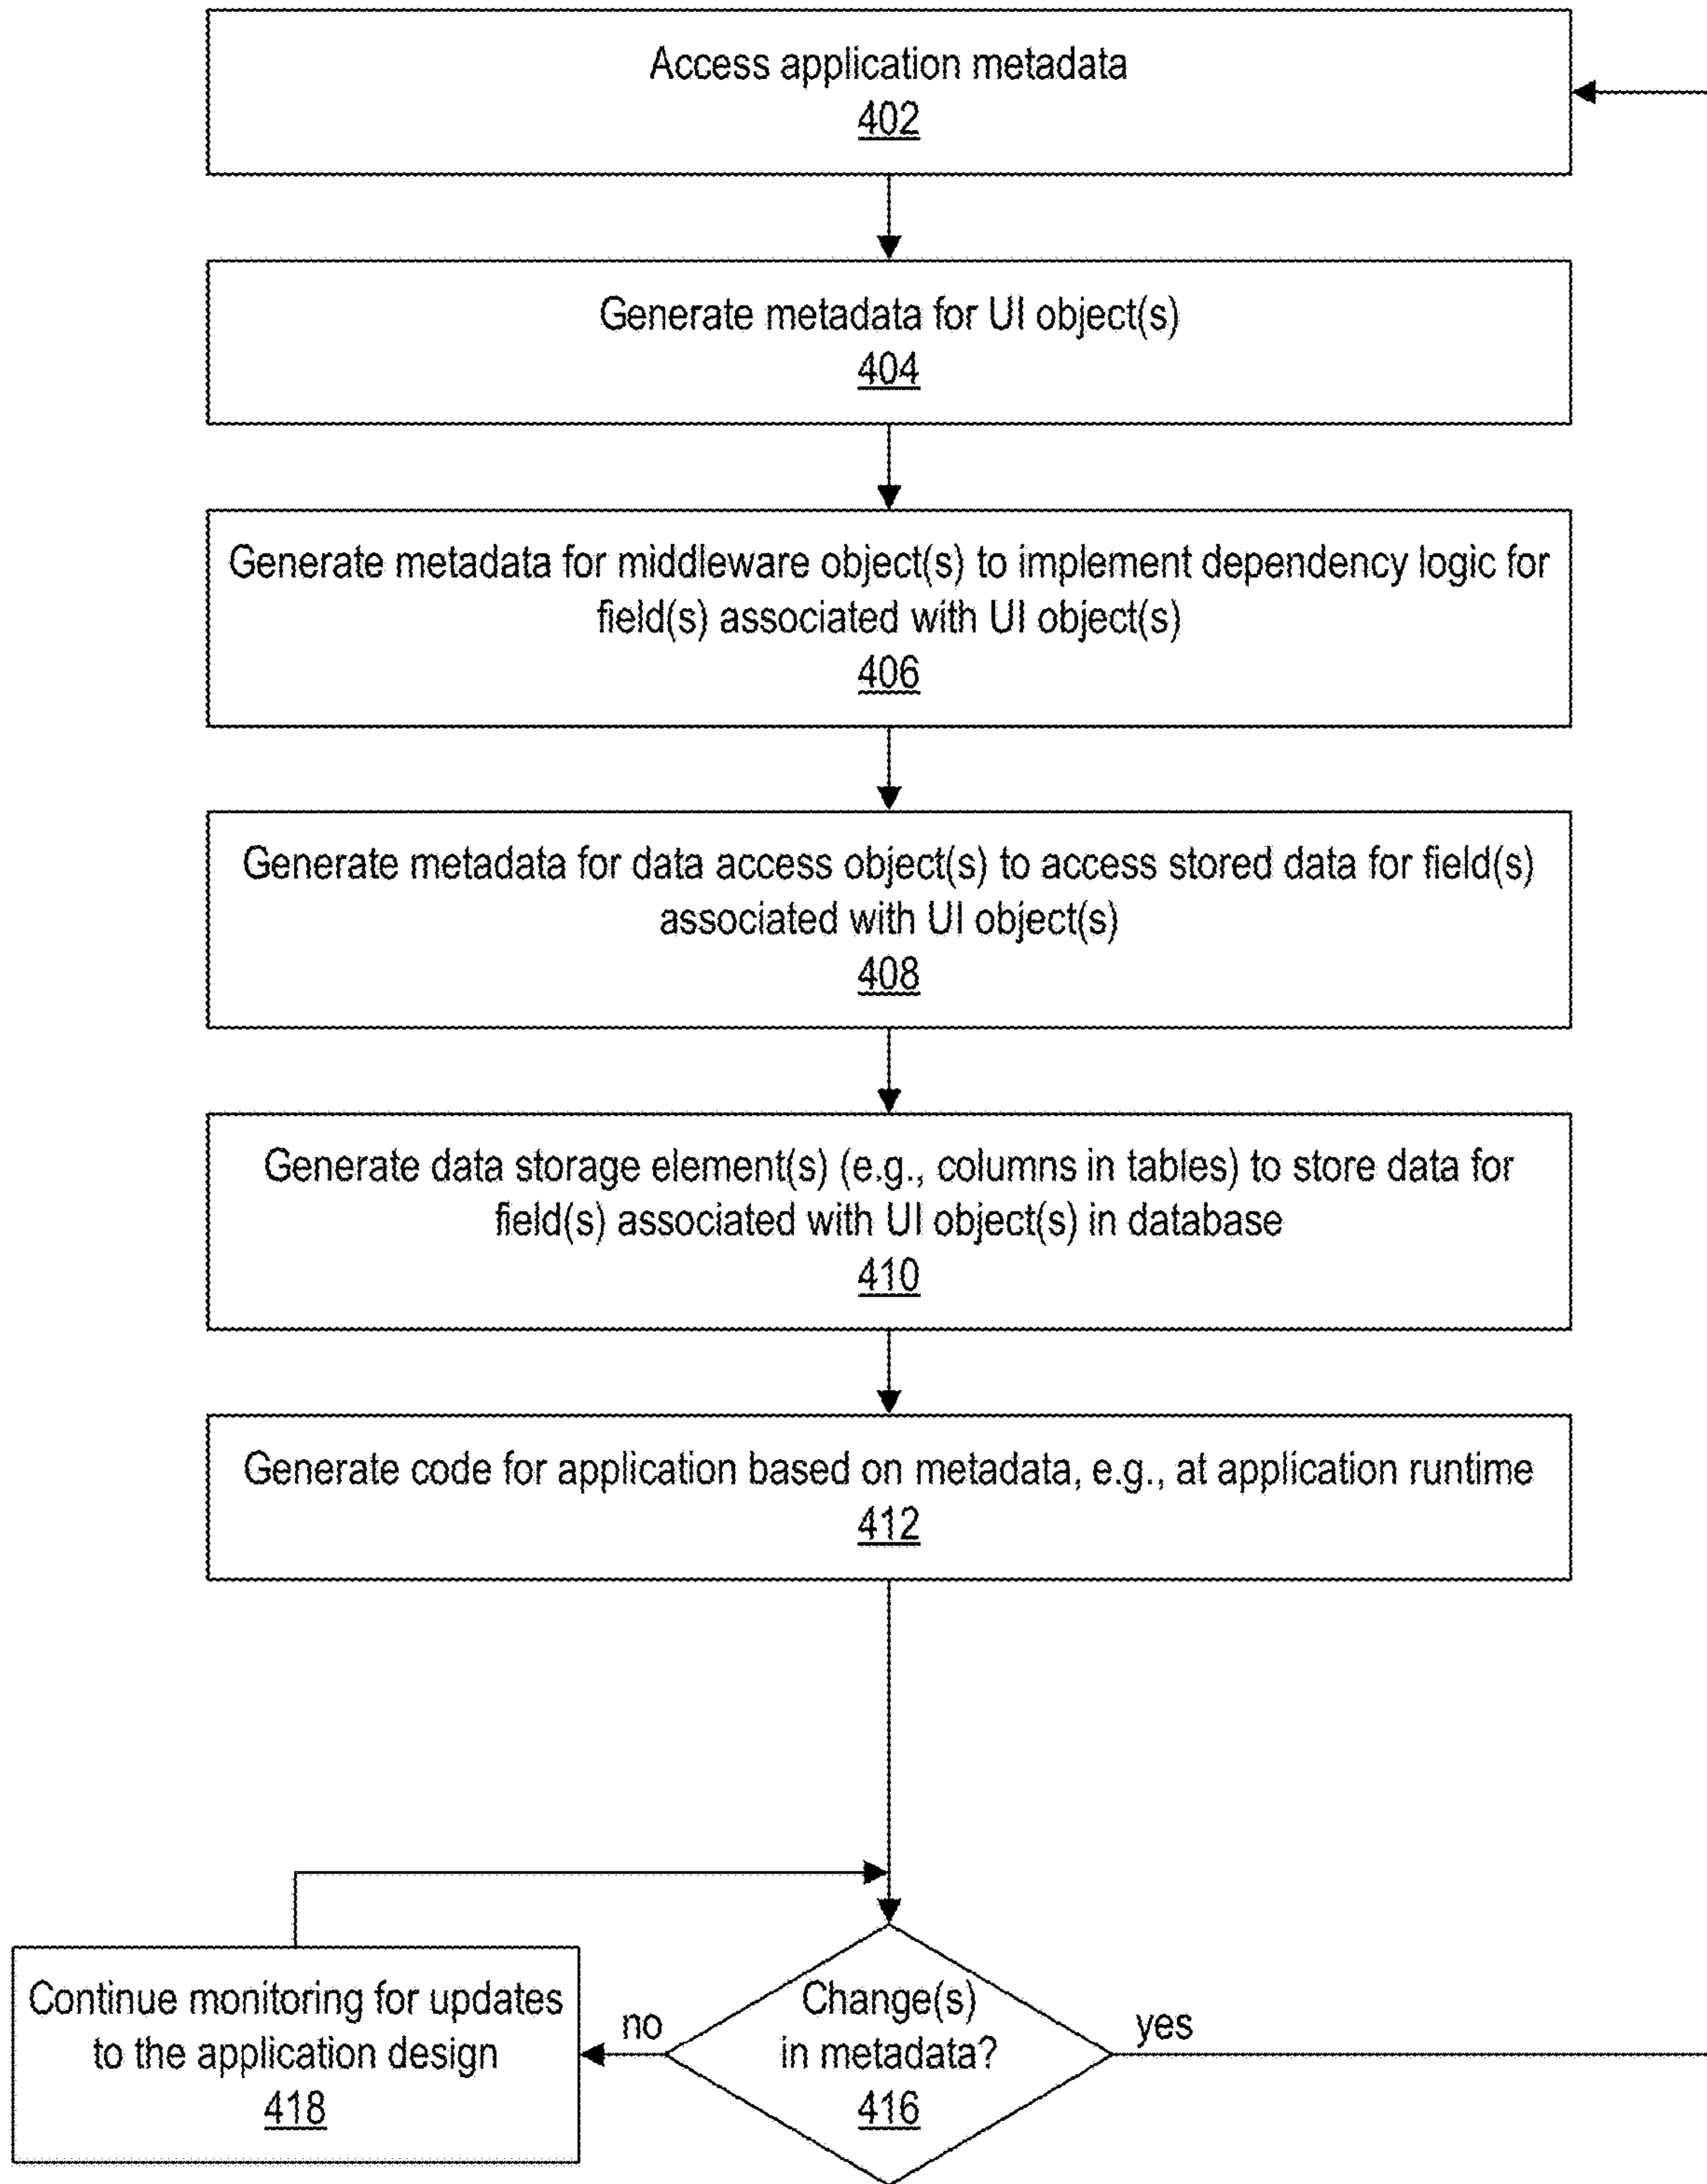 Access application metadata
402
Generate metadata for UI object(s)
404
Generate metadata for middleware object(s) to implement dependency logic for
field(s) associated with UI object(s)
406
Generate metadata for data access object(s) to access stored data for field(s)
associated with UI object(s)
408
Generate data storage element(s) (e.g., columns in tables) to store data for
field(s) associated with UI object(s) in database
410
Generate code for application based on metadata, e.g., at application runtime
412
Continue monitoring for updates
to the application design
418
no
Change(s)
in metadata?
416
yes